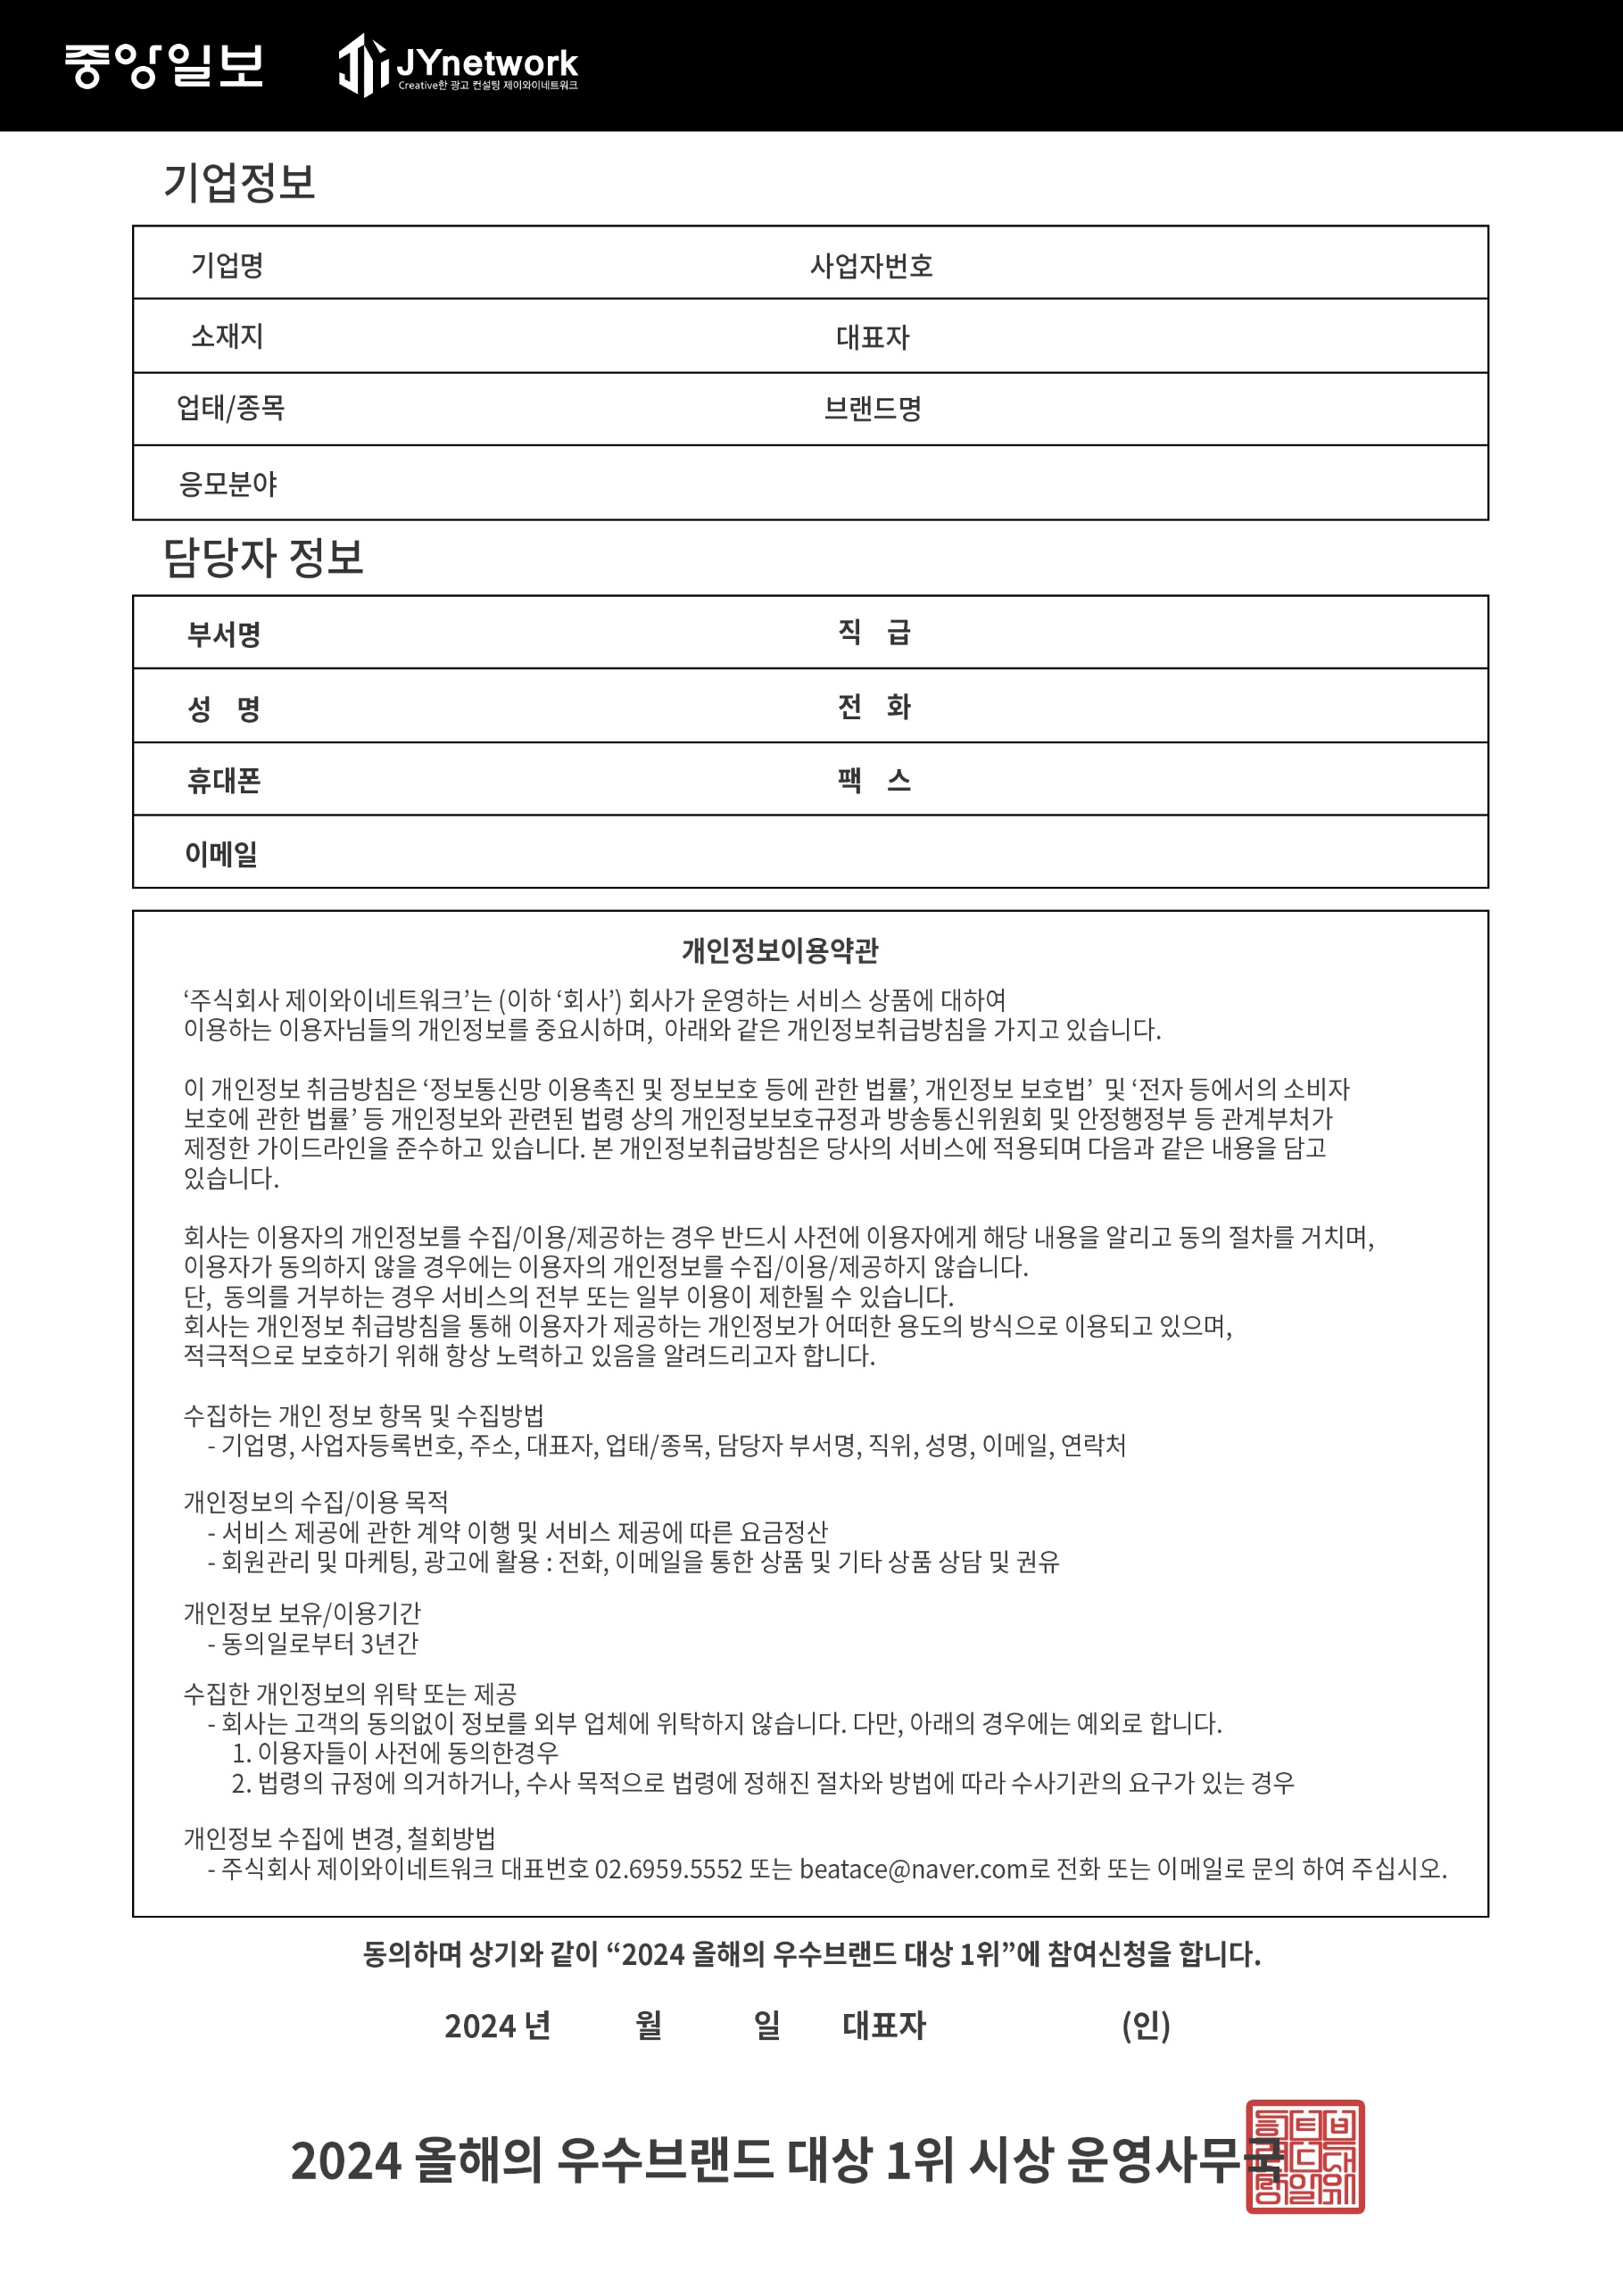 중앙일보
JYnetwork
Creative한 광고 컨설팅 제이와이네트워크
기업정보
기업명 사업자번호
소재지 대표자
업태/종목 브랜드명
응모분야
담당자 정보
부서명 직 급
성 명 전 화
휴대폰 팩 스
이메일
개인정보이용약관
‘주식회사 제이와이네트워크’는 (이하 ‘회사’) 회사가 운영하는 서비스 상품에 대하여
이용하는 이용자님들의 개인정보를 중요시하며, 아래와 같은 개인정보취급방침을 가지고 있습니다.
이 개인정보 취금방침은 ‘정보통신망 이용촉진 및 정보보호 등에 관한 법률’, 개인정보 보호법’ 및 ‘전자 등에서의 소비자
보호에 관한 법률’ 등 개인정보와 관련된 법령 상의 개인정보보호규정과 방송통신위원회 및 안정행정부 등 관계부처가
제정한 가이드라인을 준수하고 있습니다. 본 개인정보취급방침은 당사의 서비스에 적용되며 다음과 같은 내용을 담고
있습니다.
회사는 이용자의 개인정보를 수집/이용/제공하는 경우 반드시 사전에 이용자에게 해당 내용을 알리고 동의 절차를 거치며,
이용자가 동의하지 않을 경우에는 이용자의 개인정보를 수집/이용/제공하지 않습니다.
단, 동의를 거부하는 경우 서비스의 전부 또는 일부 이용이 제한될 수 있습니다.
회사는 개인정보 취급방침을 통해 이용자가 제공하는 개인정보가 어떠한 용도의 방식으로 이용되고 있으며,
적극적으로 보호하기 위해 항상 노력하고 있음을 알려드리고자 합니다.
수집하는 개인 정보 항목 및 수집방법
- 기업명, 사업자등록번호, 주소, 대표자, 업태/종목, 담당자 부서명, 직위, 성명, 이메일, 연락처
개인정보의 수집/이용 목적
- 서비스 제공에 관한 계약 이행 및 서비스 제공에 따른 요금정산
- 회원관리 및 마케팅, 광고에 활용 : 전화, 이메일을 통한 상품 및 기타 상품 상담 및 권유
개인정보 보유/이용기간
- 동의일로부터 3년간
수집한 개인정보의 위탁 또는 제공
- 회사는 고객의 동의없이 정보를 외부 업체에 위탁하지 않습니다. 다만, 아래의 경우에는 예외로 합니다.
1. 이용자들이 사전에 동의한경우
2. 법령의 규정에 의거하거나, 수사 목적으로 법령에 정해진 절차와 방법에 따라 수사기관의 요구가 있는 경우
개인정보 수집에 변경, 철회방법
- 주식회사 제이와이네트워크 대표번호 02.6959.5552 또는 beatace@naver.com로 전화 또는 이메일로 문의 하여 주십시오.
동의하며 상기와 같이 “2024 올해의 우수브랜드 대상 1위”에 참여신청을 합니다.
2024 년 월 일 대표자 (인)
2024 올해의 우수브랜드 대상 1위 시상 운영사무국